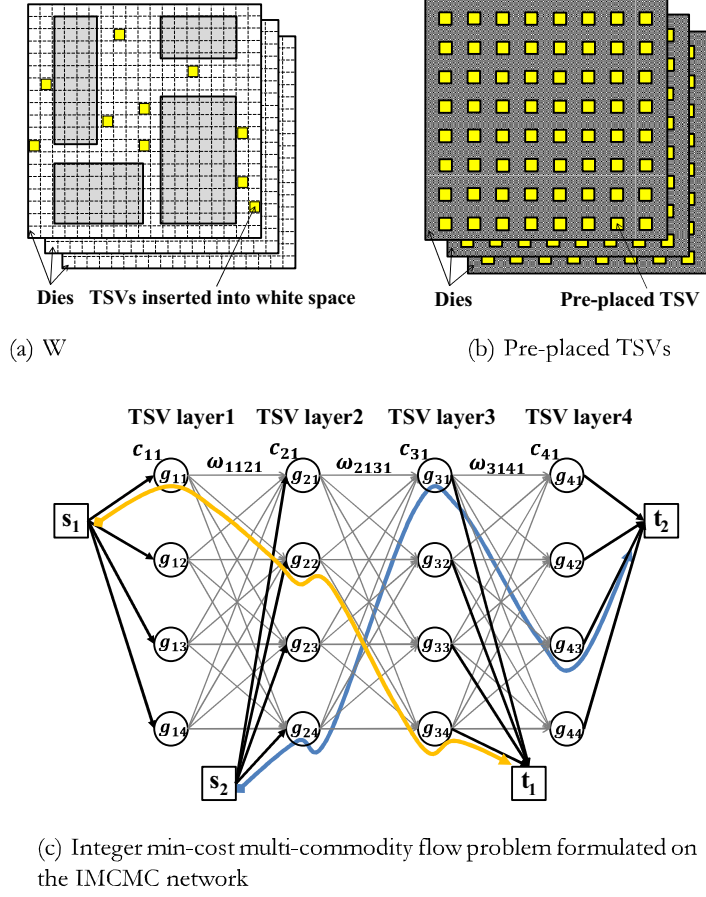 Dies TSVs inserted into white space
Dies Pre-placed TSV
(a) W
(b) Pre-placed TSVs
TSV layer1 TSV layer2 TSV layer3 TSV layer4
c₁₁ c₂₁ c₃₁ c₄₁
g₁₁ ω₁₁₂₁ g₂₁ ω₂₁₃₁ g₃₁ ω₃₁₄₁ g₄₁
s₁ t₂
g₁₂ g₂₂ g₃₂ g₄₂
g₁₃ g₂₃ g₃₃ g₄₃
g₁₄ g₂₄ g₃₄ g₄₄
s₂ t₁
(c) Integer min-cost multi-commodity flow problem formulated on
the IMCMC network